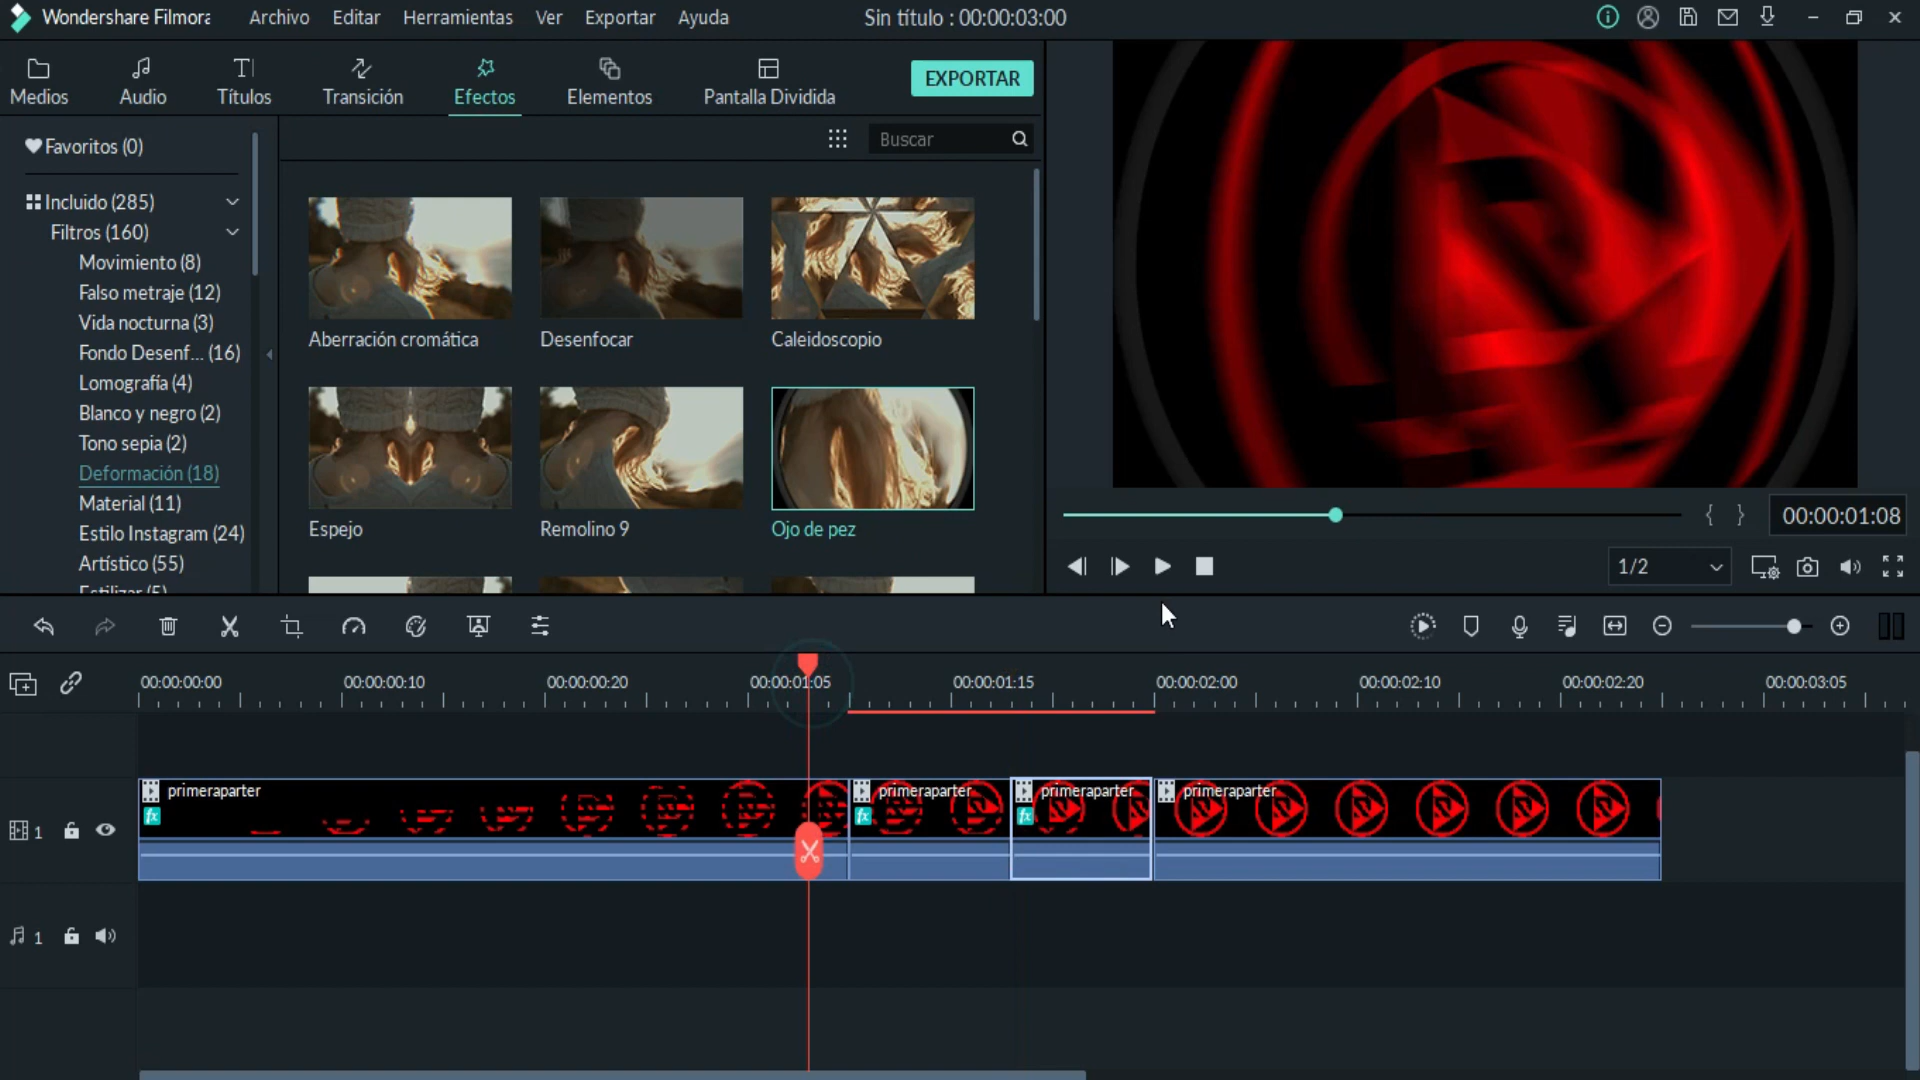 Wondershare Filmora
Archivo
Editar
Herramientas
Ver
Exportar
Ayuda
Sin título : 00:00:03:00
Medios
Audio
Títulos
Transición
Efectos
Elementos
Pantalla Dividida
EXPORTAR
Favoritos (0)
Buscar
Incluido (285)
Filtros (160)
Movimiento (8)
Falso metraje (12)
Vida nocturna (3)
Fondo Desenf... (16)
Lomografía (4)
Blanco y negro (2)
Tono sepia (2)
Deformación (18)
Material (11)
Estilo Instagram (24)
Artístico (55)
Estilizar (5)
Aberración cromática
Desenfocar
Caleidoscopio
Espejo
Remolino 9
Ojo de pez
{ }
00:00:01:08
1/2
00:00:00:00
00:00:00:10
00:00:00:20
00:00:01:05
00:00:01:15
00:00:02:00
00:00:02:10
00:00:02:20
00:00:03:05
primeraparter
primeraparter
primeraparter
primeraparter
fx
fx
fx
1
1